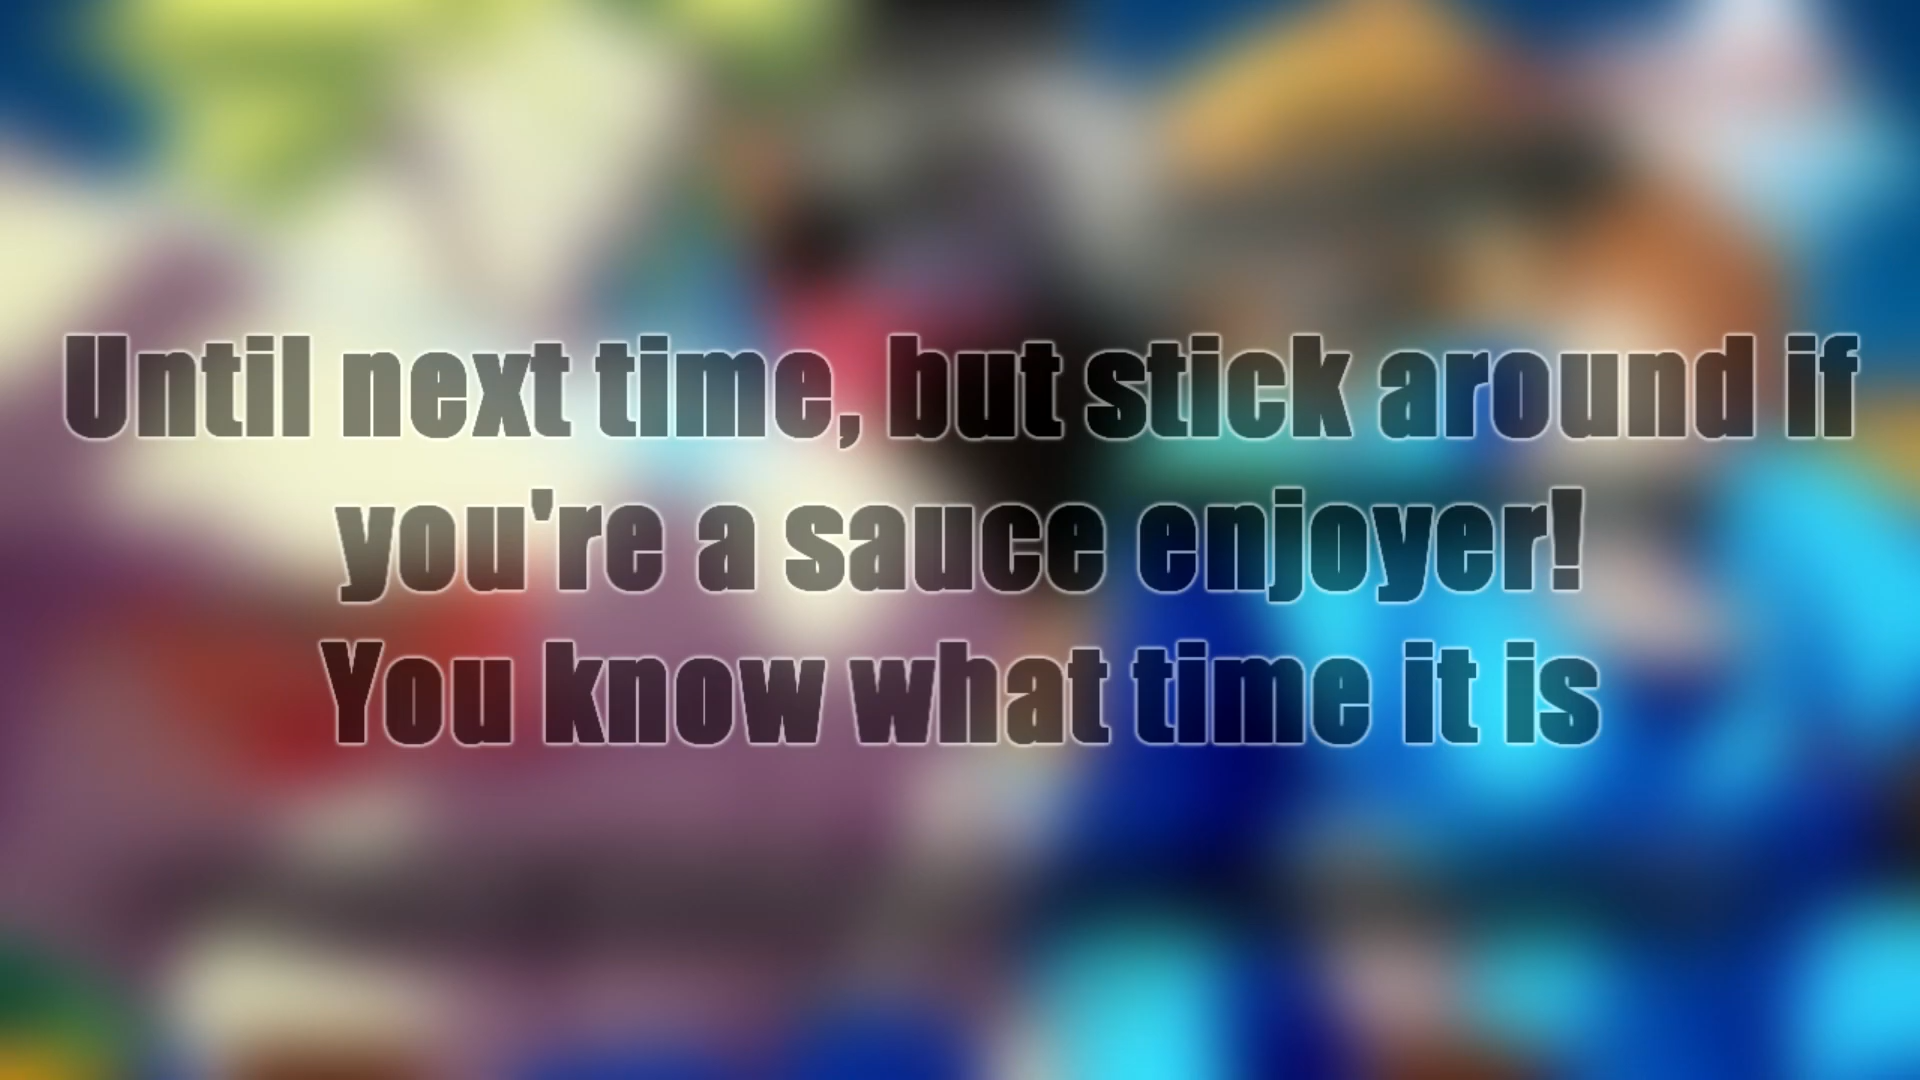 Until next time, but stick around if
you're a sauce enjoyer!
You know what time it is